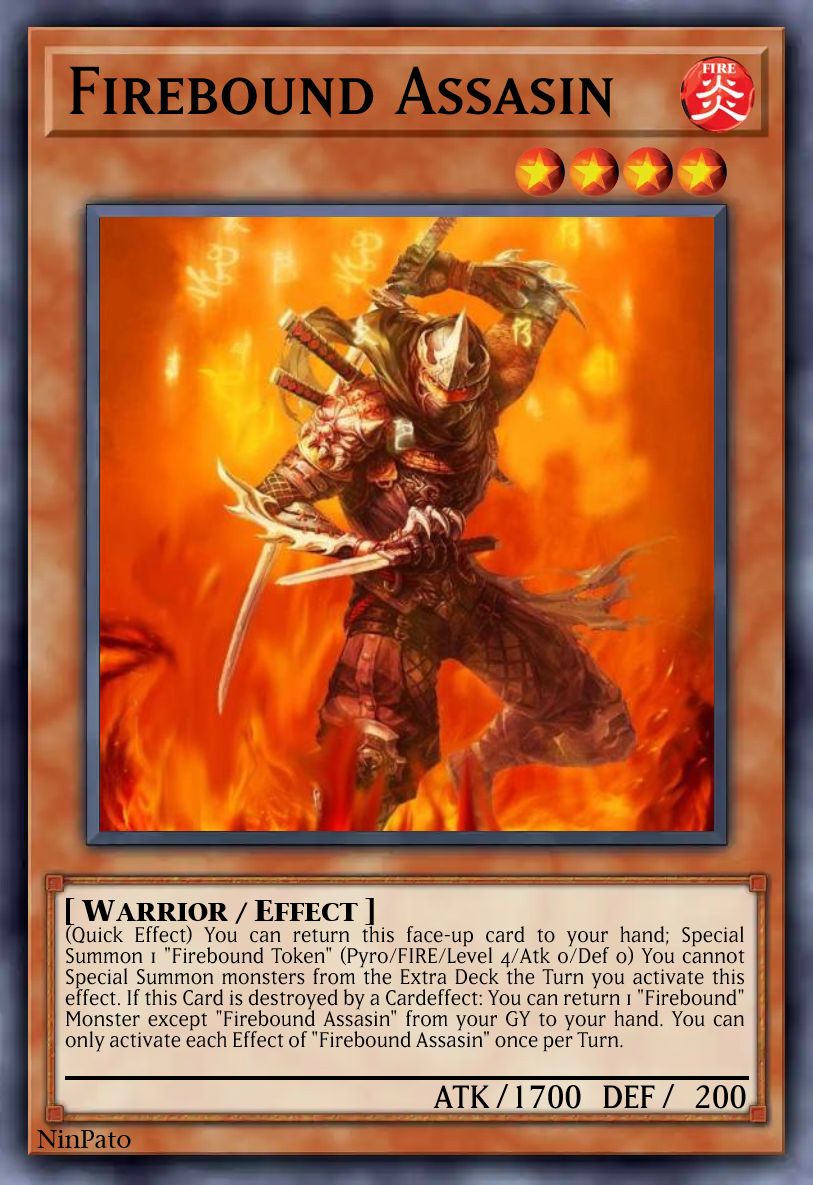 Firebound Assasin
FIRE
炎
[ Warrior / Effect ]
(Quick Effect) You can return this face-up card to your hand; Special
Summon 1 "Firebound Token" (Pyro/FIRE/Level 4/Atk 0/Def 0) You cannot
Special Summon monsters from the Extra Deck the Turn you activate this
effect. If this Card is destroyed by a Cardeffect: You can return 1 "Firebound"
Monster except "Firebound Assasin" from your GY to your hand. You can
only activate each Effect of "Firebound Assasin" once per Turn.
ATK/1700 DEF/ 200
NinPato